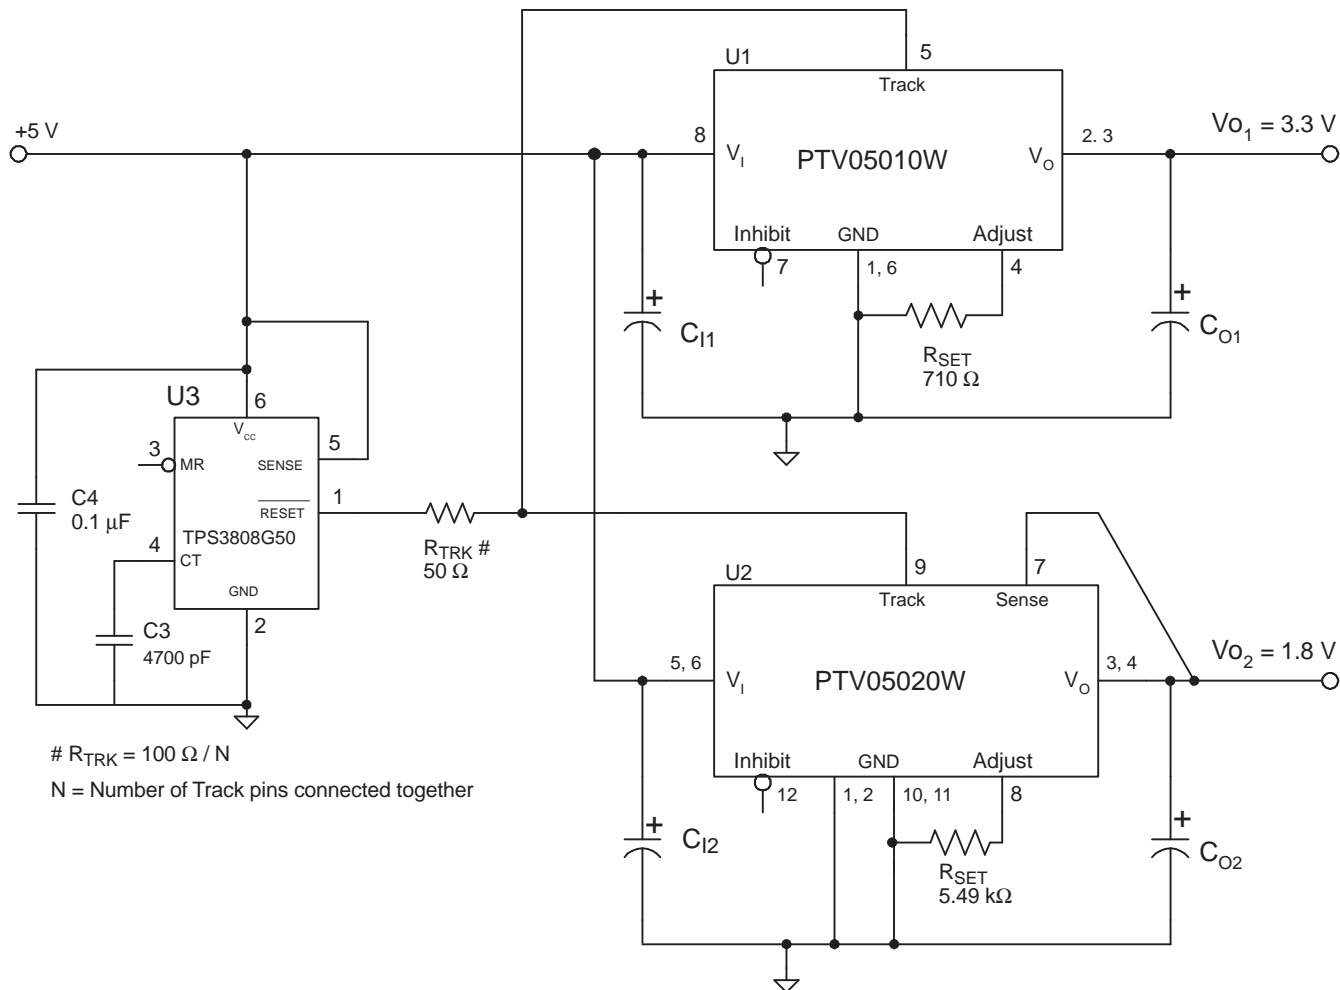 U1
5
Track
+5 V
8
V_I
PTV05010W
V_O
2. 3
Vo_1 = 3.3 V
Inhibit
GND
Adjust
7
1, 6
4
+
C_I1
R_SET
710 Ω
+
C_O1
U3
6
V_cc
5
3
MR
SENSE
1
RESET
C4
0.1 μF
TPS3808G50
4
CT
R_TRK #
50 Ω
GND
2
C3
4700 pF
U2
9
7
Track
Sense
5, 6
V_I
PTV05020W
V_O
3, 4
Vo_2 = 1.8 V
Inhibit
GND
Adjust
12
1, 2
10, 11
8
+
C_I2
R_SET
5.49 kΩ
+
C_O2
# R_TRK = 100 Ω / N
N = Number of Track pins connected together